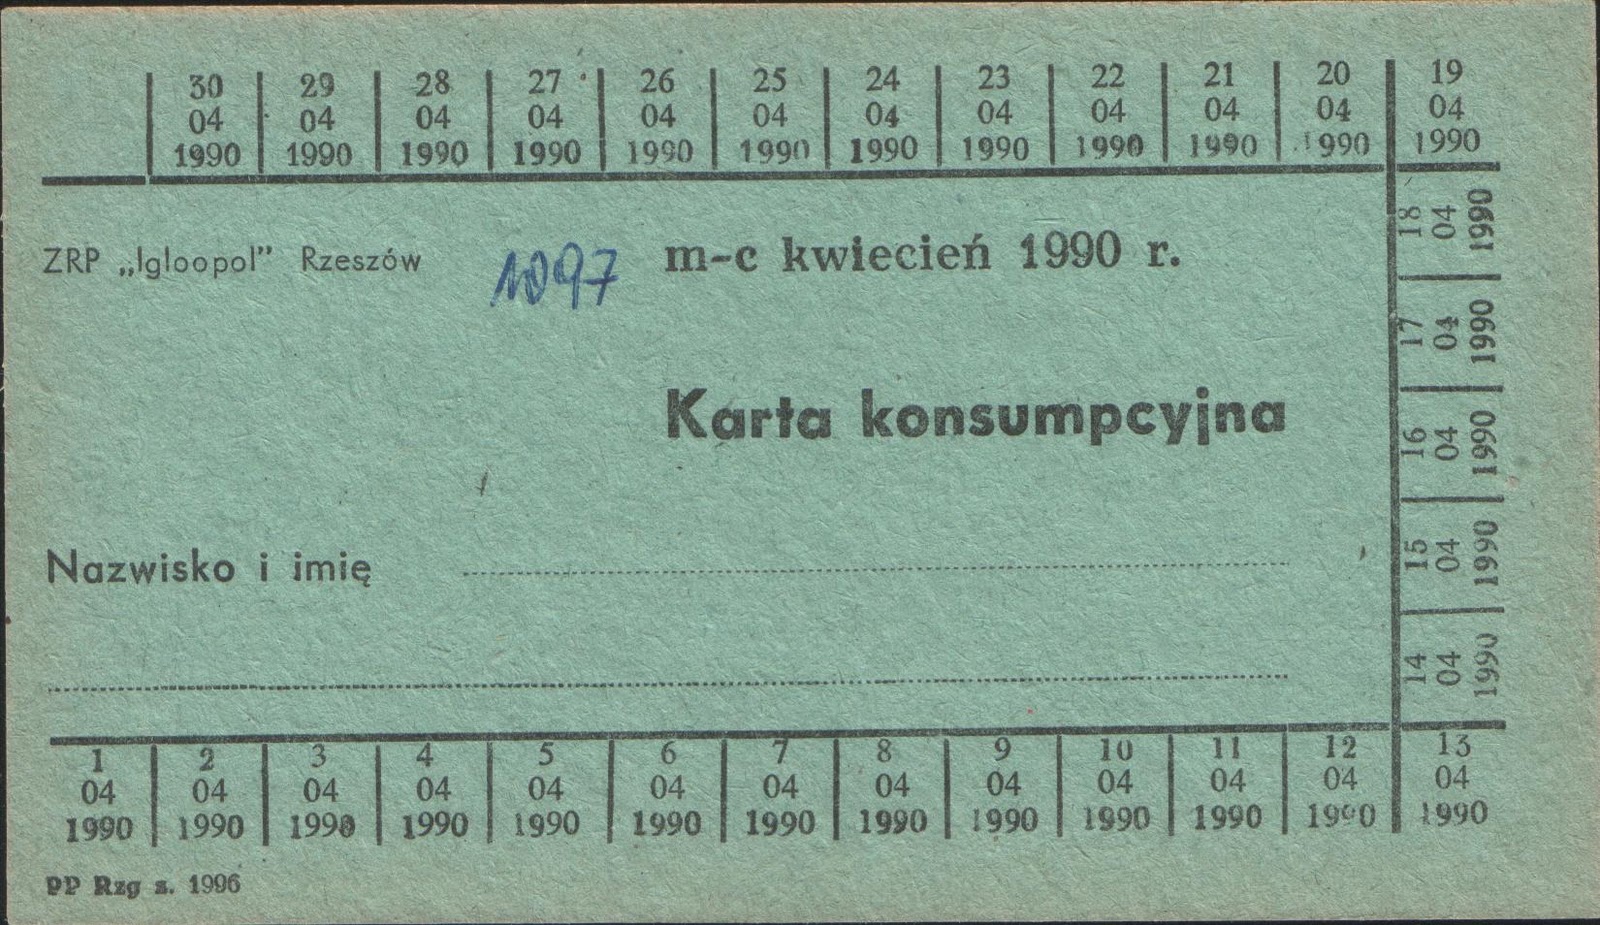 30 29 28 27 26 25 24 23 22 21 20 19
04 04 04 04 04 04 04 04 04 04 04 04
1990 1990 1990 1990 1990 1990 1990 1990 1990 1990 1990 1990
18 04 1990
17 04 1990
16 04 1990
15 04 1990
14 04 1990
ZRP „Igloopol” Rzeszów 1097 m-c kwiecień 1990 r.
Karta konsumpcyjna
Nazwisko i imię
1 2 3 4 5 6 7 8 9 10 11 12 13
04 04 04 04 04 04 04 04 04 04 04 04 04
1990 1990 1990 1990 1990 1990 1990 1990 1990 1990 1990 1990 1990
PP Rzg z. 1996